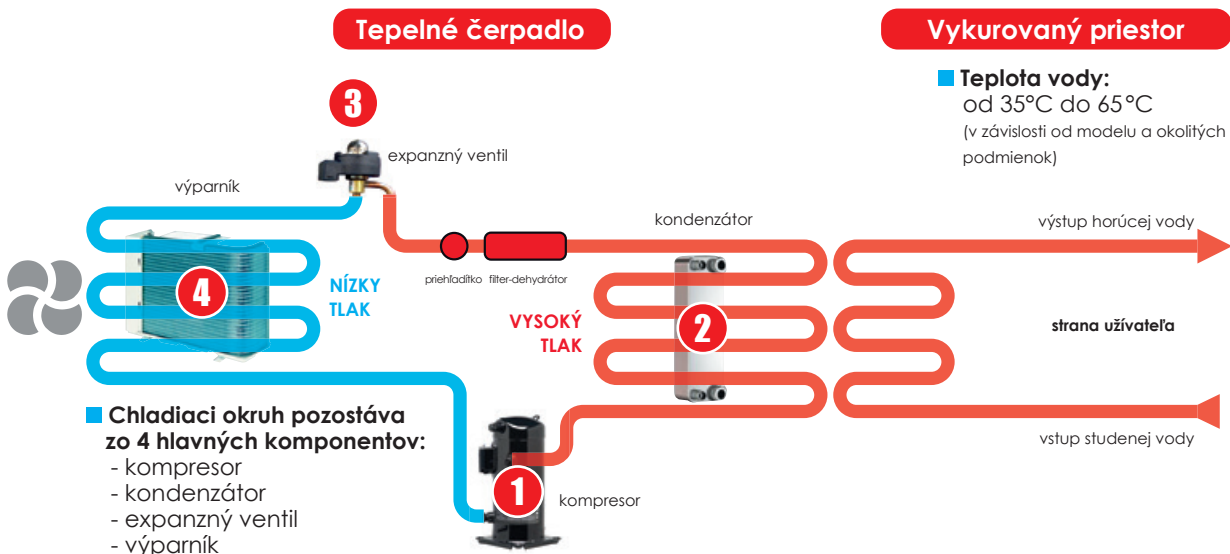 Tepelné čerpadlo
Vykurovaný priestor
Teplota vody:
od 35°C do 65°C
(v závislosti od modelu a okolitých
podmienok)
3
expanzný ventil
výparník
kondenzátor
výstup horúcej vody
priehľadítko
filter-dehydrátor
4
NÍZKY
TLAK
VYSOKÝ
TLAK
2
strana užívateľa
Chladiaci okruh pozostáva
zo 4 hlavných komponentov:
- kompresor
- kondenzátor
- expanzný ventil
- výparník
vstup studenej vody
1
kompresor